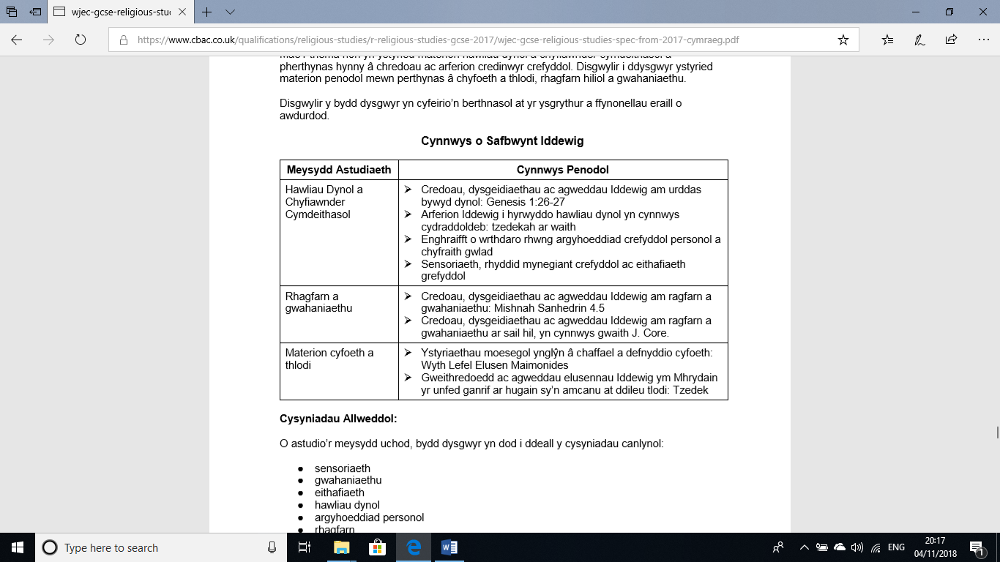 wjec-gcse-religious-stu
https://www.cbac.co.uk/qualifications/religious-studies/r-religious-studies-gcse-2017/wjec-gcse-religious-studies-spec-from-2017-cymraeg.pdf
pherthynas hynny â chredoau ac arferion credinwyr crefyddol. Disgwylir i ddysgwyr ystyried
materion penodol mewn perthynas â chyfoeth a thlodi, rhagfarn hiliol a gwahaniaethu.
Disgwylir y bydd dysgwyr yn cyfeirio'n berthnasol at yr ysgrythur a ffynonellau eraill o
awdurdod.
Cynnwys o Safbwynt Iddewig
Meysydd Astudiaeth
Cynnwys Penodol
Hawliau Dynol a
Chyfiawnder
Cymdeithasol
➢ Credoau, dysgeidiaethau ac agweddau Iddewig am urddas
bywyd dynol: Genesis 1:26-27
➢ Arferion Iddewig i hyrwyddo hawliau dynol yn cynnwys
cydraddoldeb: tzedekah ar waith
➢ Enghraifft o wrthdaro rhwng argyhoeddiad crefyddol personol a
chyfraith gwlad
➢ Sensoriaeth, rhyddid mynegiant crefyddol ac eithafiaeth
grefyddol
Rhagfarn a
gwahaniaethu
➢ Credoau, dysgeidiaethau ac agweddau Iddewig am ragfarn a
gwahaniaethu: Mishnah Sanhedrin 4.5
➢ Credoau, dysgeidiaethau ac agweddau Iddewig am ragfarn a
gwahaniaethu ar sail hil, yn cynnwys gwaith J. Core.
Materion cyfoeth a
thlodi
➢ Ystyriaethau moesegol ynglŷn â chaffael a defnyddio cyfoeth:
Wyth Lefel Elusen Maimonides
➢ Gweithredoedd ac agweddau elusennau Iddewig ym Mhrydain
yr unfed ganrif ar hugain sy'n amcanu at ddileu tlodi: Tzedek
Cysyniadau Allweddol:
O astudio'r meysydd uchod, bydd dysgwyr yn dod i ddeall y cysyniadau canlynol:
● sensoriaeth
● gwahaniaethu
● eithafiaeth
● hawliau dynol
● argyhoeddiad personol
● rhagfarn
Type here to search
ENG
20:17
04/11/2018
1